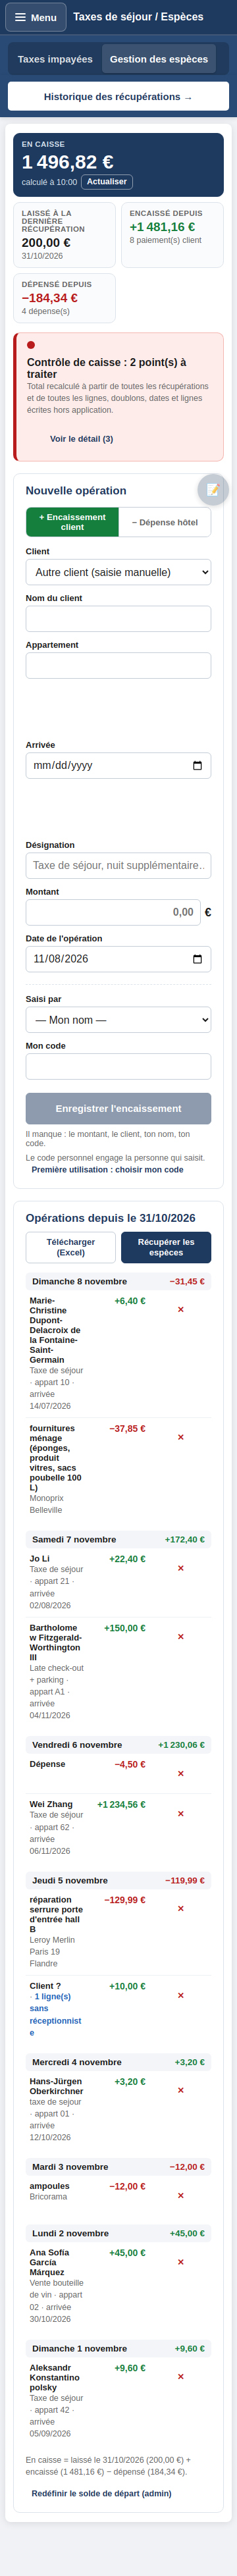 Menu
Taxes de séjour / Espèces
Taxes impayées
Gestion des espèces
Historique des récupérations →
EN CAISSE
1 496,82 €
calculé à 10:00
Actualiser
LAISSÉ À LA
DERNIÈRE
RÉCUPÉRATION
200,00 €
31/10/2026
ENCAISSÉ DEPUIS
+1 481,16 €
8 paiement(s) client
DÉPENSÉ DEPUIS
−184,34 €
4 dépense(s)
Contrôle de caisse : 2 point(s) à
traiter
Total recalculé à partir de toutes les récupérations
et de toutes les lignes, doublons, dates et lignes
écrites hors application.
Voir le détail (3)
Nouvelle opération
+ Encaissement
client
− Dépense hôtel
Client
Autre client (saisie manuelle)
Nom du client
Appartement
Arrivée
mm/dd/yyyy
Désignation
Taxe de séjour, nuit supplémentaire..
Montant
0,00 €
Date de l'opération
11/08/2026
Saisi par
— Mon nom —
Mon code
Enregistrer l'encaissement
Il manque : le montant, le client, ton nom, ton
code.
Le code personnel engage la personne qui saisit.
Première utilisation : choisir mon code
Opérations depuis le 31/10/2026
Télécharger
(Excel)
Récupérer les
espèces
Dimanche 8 novembre −31,45 €
Marie-
Christine
Dupont-
Delacroix de
la Fontaine-
Saint-
Germain
+6,40 €
×
Taxe de séjour
· appart 10 ·
arrivée
14/07/2026
fournitures
ménage
(éponges,
produit
vitres, sacs
poubelle 100
L)
−37,85 €
×
Monoprix
Belleville
Samedi 7 novembre +172,40 €
Jo Li
+22,40 €
×
Taxe de séjour
· appart 21 ·
arrivée
02/08/2026
Bartholome
w Fitzgerald-
Worthington
III
+150,00 €
×
Late check-out
+ parking ·
appart A1 ·
arrivée
04/11/2026
Vendredi 6 novembre +1 230,06 €
Dépense
−4,50 €
×
Wei Zhang
+1 234,56 €
×
Taxe de séjour
· appart 62 ·
arrivée
06/11/2026
Jeudi 5 novembre −119,99 €
réparation
serrure porte
d'entrée hall
B
−129,99 €
×
Leroy Merlin
Paris 19
Flandre
Client ?
+10,00 €
×
· 1 ligne(s)
sans
réceptionnist
e
Mercredi 4 novembre +3,20 €
Hans-Jürgen
Oberkirchner
+3,20 €
×
taxe de sejour
· appart 01 ·
arrivée
12/10/2026
Mardi 3 novembre −12,00 €
ampoules
−12,00 €
×
Bricorama
Lundi 2 novembre +45,00 €
Ana Sofía
García
Márquez
+45,00 €
×
Vente bouteille
de vin · appart
02 · arrivée
30/10/2026
Dimanche 1 novembre +9,60 €
Aleksandr
Konstantino
polsky
+9,60 €
×
Taxe de séjour
· appart 42 ·
arrivée
05/09/2026
En caisse = laissé le 31/10/2026 (200,00 €) +
encaissé (1 481,16 €) − dépensé (184,34 €).
Redéfinir le solde de départ (admin)